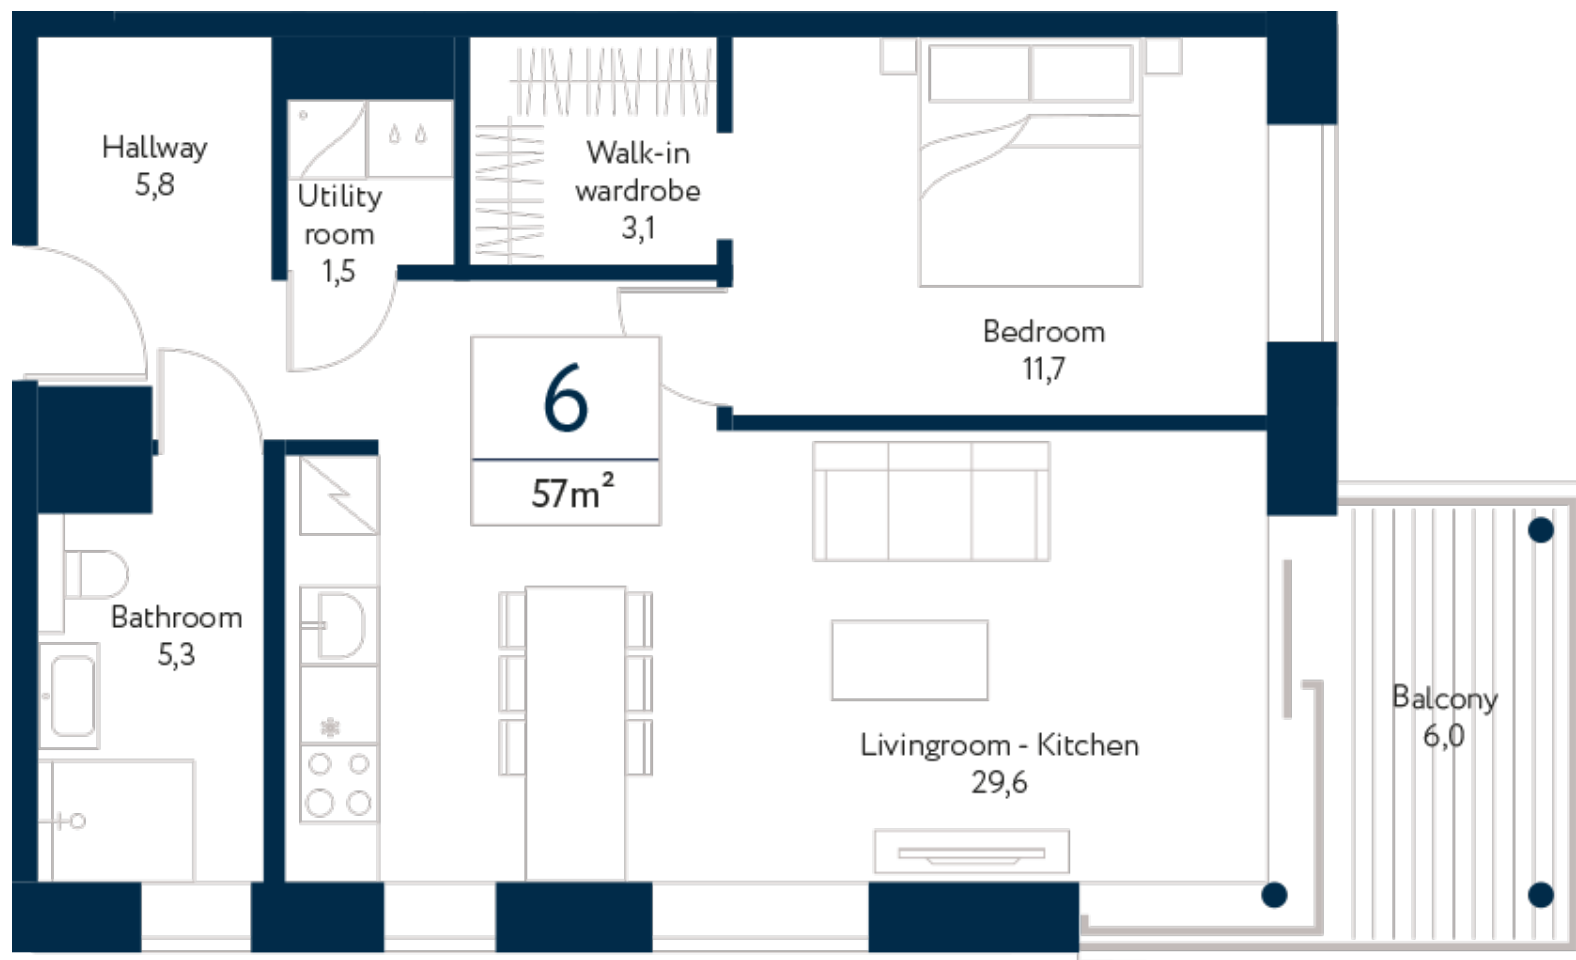 Hallway
5,8
Utility
room
1,5
Walk-in
wardrobe
3,1
Bedroom
11,7
6
57m²
Bathroom
5,3
Livingroom - Kitchen
29,6
Balcony
6,0